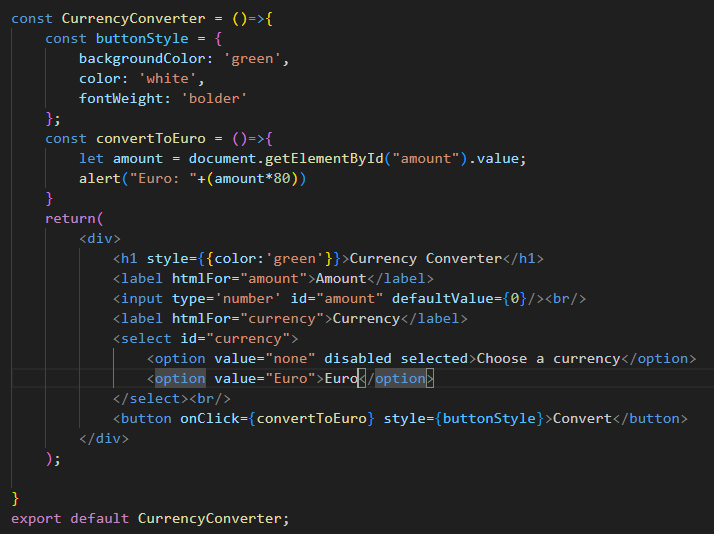 const CurrencyConverter = ()=>{
    const buttonStyle = {
        backgroundColor: 'green',
        color: 'white',
        fontWeight: 'bolder'
    };
    const convertToEuro = ()=>{
        let amount = document.getElementById("amount").value;
        alert("Euro: "+(amount*80))
    }
    return(
        <div>
            <h1 style={{color:'green'}}>Currency Converter</h1>
            <label htmlFor="amount">Amount</label>
            <input type='number' id="amount" defaultValue={0}/><br/>
            <label htmlFor="currency">Currency</label>
            <select id="currency">
                <option value="none" disabled selected>Choose a currency</option>
                <option value="Euro">Euro</option>
            </select><br/>
            <button onClick={convertToEuro} style={buttonStyle}>Convert</button>
        </div>
    );

}
export default CurrencyConverter;